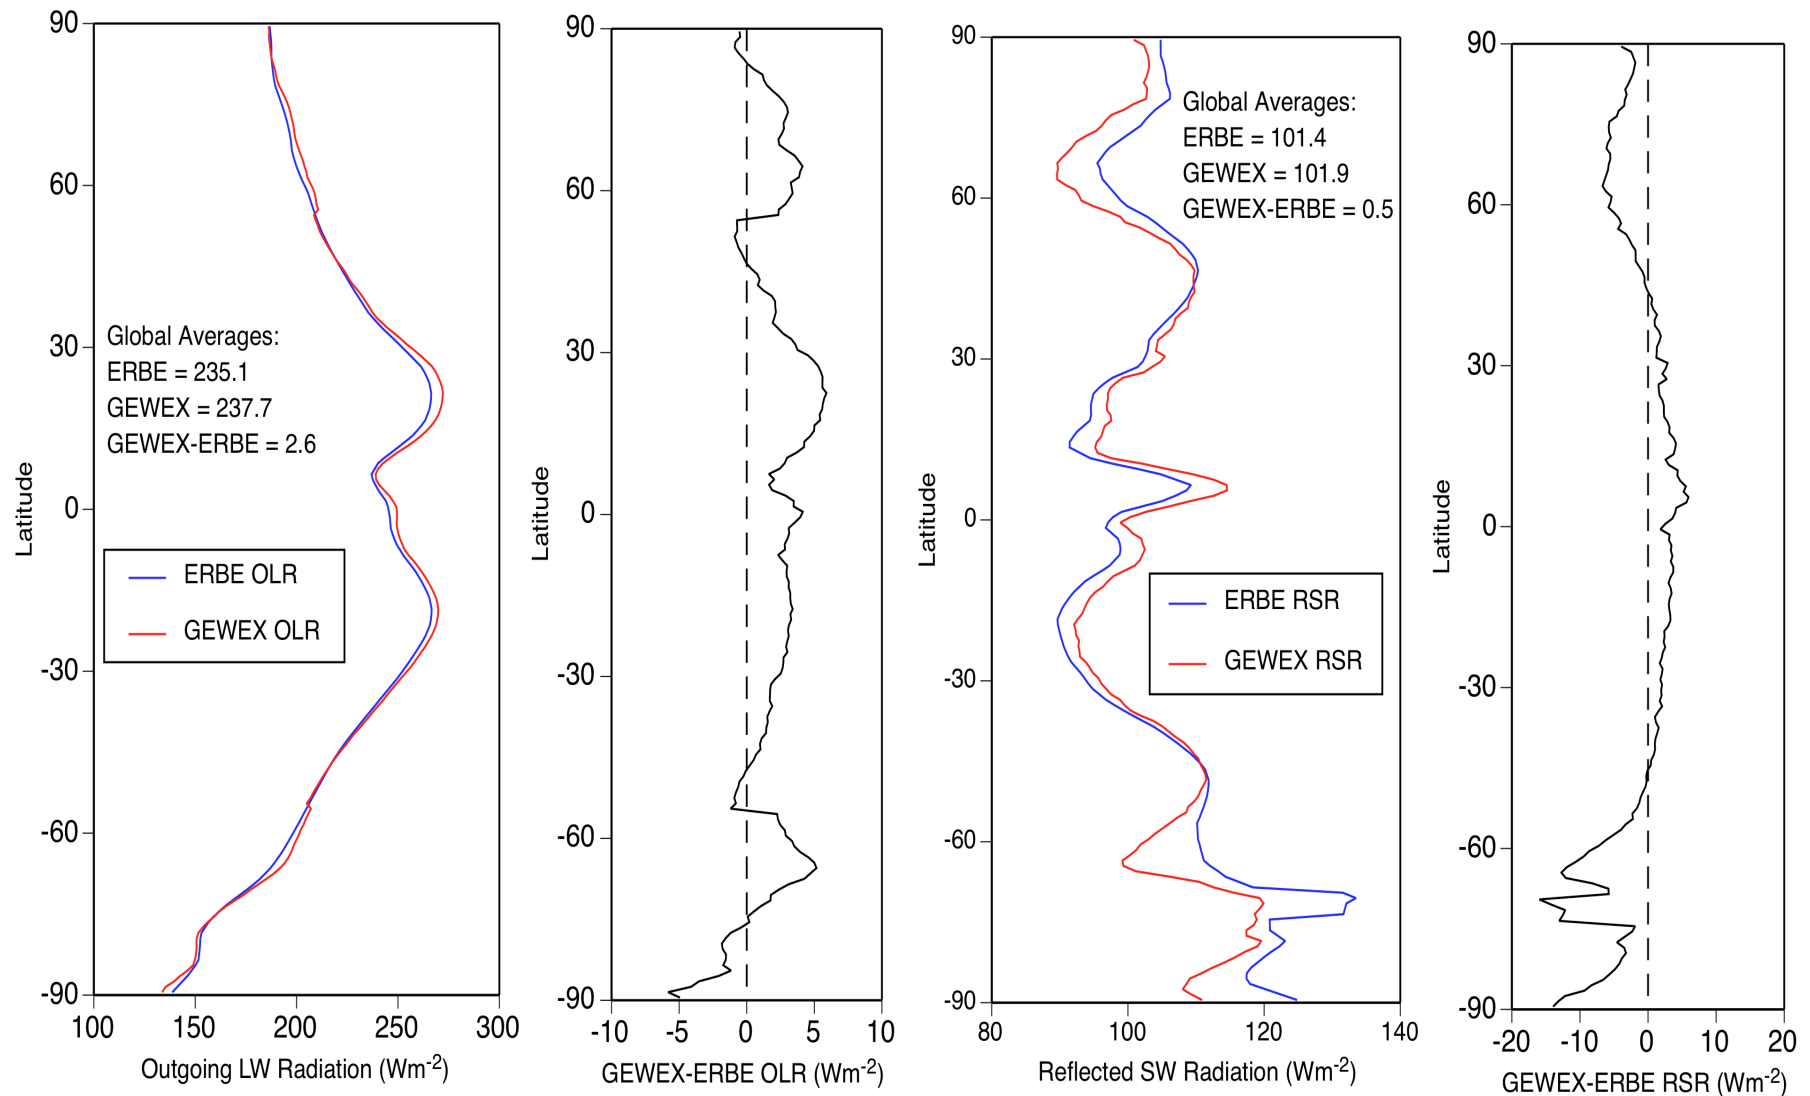 90
60
30
0
-30
-60
-90
Latitude
Global Averages:
ERBE = 235.1
GEWEX = 237.7
GEWEX-ERBE = 2.6
ERBE OLR
GEWEX OLR
100 150 200 250 300
Outgoing LW Radiation (Wm-2)
90
60
30
0
-30
-60
-90
Latitude
-10 -5 0 5 10
GEWEX-ERBE OLR (Wm-2)
90
60
30
0
-30
-60
-90
Latitude
Global Averages:
ERBE = 101.4
GEWEX = 101.9
GEWEX-ERBE = 0.5
ERBE RSR
GEWEX RSR
80 100 120 140
Reflected SW Radiation (Wm-2)
90
60
30
0
-30
-60
-90
Latitude
-20 -10 0 10 20
GEWEX-ERBE RSR (Wm-2)